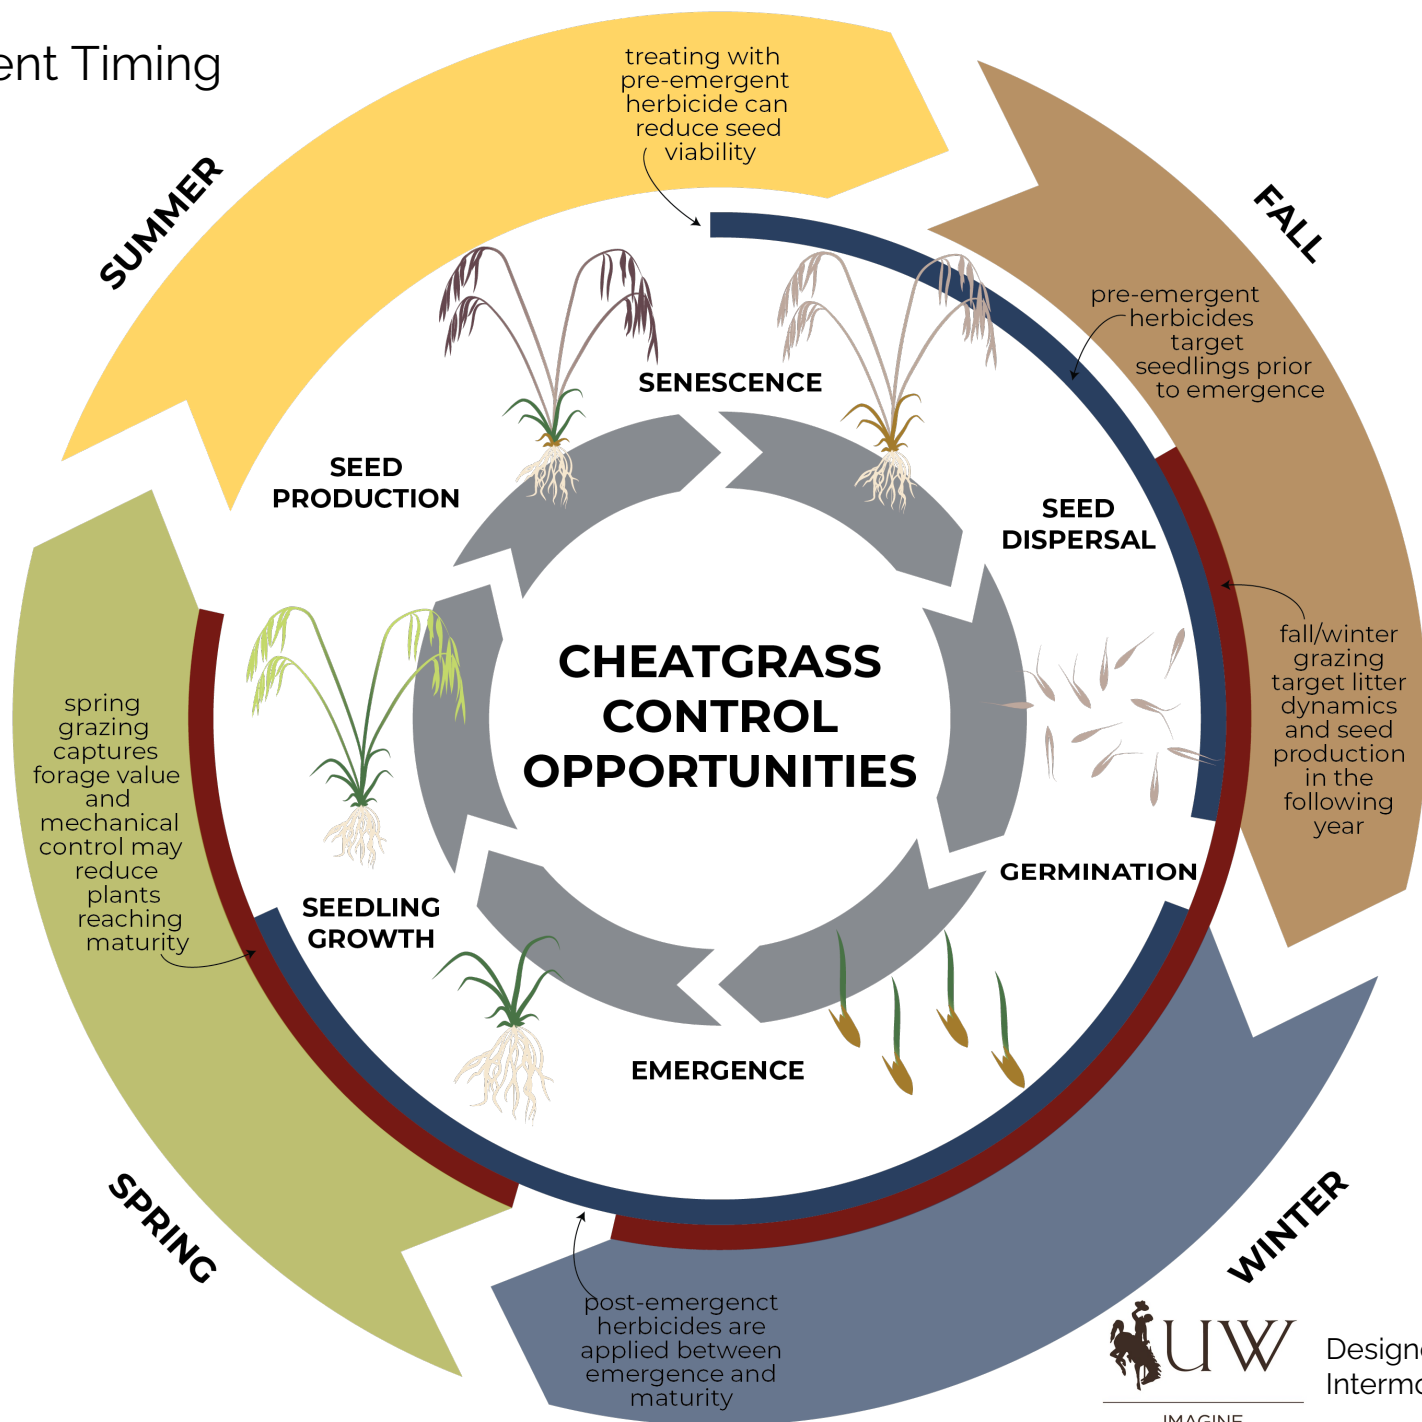 ent Timing
SUMMER
treating with
pre-emergent
herbicide can
reduce seed
viability
FALL
pre-emergent
herbicides
target
seedlings prior
to emergence
SENESCENCE
SEED
PRODUCTION
SEED
DISPERSAL
CHEATGRASS
CONTROL
OPPORTUNITIES
fall/winter
grazing
target litter
dynamics
and seed
production
in the
following
year
spring
grazing
captures
forage value
and
mechanical
control may
reduce
plants
reaching
maturity
GERMINATION
SEEDLING
GROWTH
EMERGENCE
SPRING
WINTER
post-emergenct
herbicides are
applied between
emergence and
maturity
UW
IMAGINE
Designe
Intermo